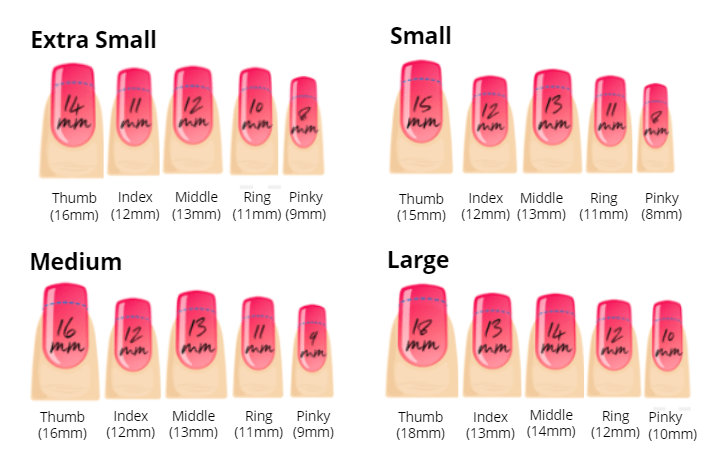 Extra Small
14 mm
11 mm
12 mm
10 mm
8 mm
Thumb Index Middle Ring Pinky
(16mm) (12mm) (13mm) (11mm) (9mm)
Small
15 mm
12 mm
13 mm
11 mm
8 mm
Thumb Index Middle Ring Pinky
(15mm) (12mm) (13mm) (11mm) (8mm)
Medium
16 mm
12 mm
13 mm
11 mm
9 mm
Thumb Index Middle Ring Pinky
(16mm) (12mm) (13mm) (11mm) (9mm)
Large
18 mm
13 mm
14 mm
12 mm
10 mm
Thumb Index Middle Ring Pinky
(18mm) (13mm) (14mm) (12mm) (10mm)